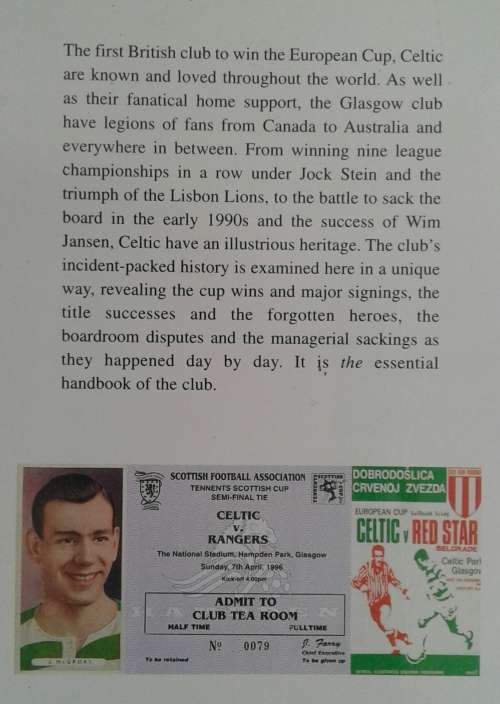 The first British club to win the European Cup, Celtic
are known and loved throughout the world. As well
as their fanatical home support, the Glasgow club
have legions of fans from Canada to Australia and
everywhere in between. From winning nine league
championships in a row under Jock Stein and the
triumph of the Lisbon Lions, to the battle to sack the
board in the early 1990s and the success of Wim
Jansen, Celtic have an illustrious heritage. The club's
incident-packed history is examined here in a unique
way, revealing the cup wins and major signings, the
title successes and the forgotten heroes, the
boardroom disputes and the managerial sackings as
they happened day by day. It is the essential
handbook of the club.
SCOTTISH FOOTBALL ASSOCIATION
TENNENTS SCOTTISH CUP
SEMI-FINAL TIE
CELTIC
v.
RANGERS
The National Stadium, Hampden Park, Glasgow
Sunday, 7th April, 1996
Kick-off 4.00pm
ADMIT TO
CLUB TEA ROOM
HALF TIME FULLTIME
No 0079
J. Farry
Chief Executive
To be retained To be given up
DOBRODOŠLICA
CRVENOJ ZVEZDA
EUROPEAN CUP
CELTIC v RED STAR
BELGRADE
Celtic Park
Glasgow